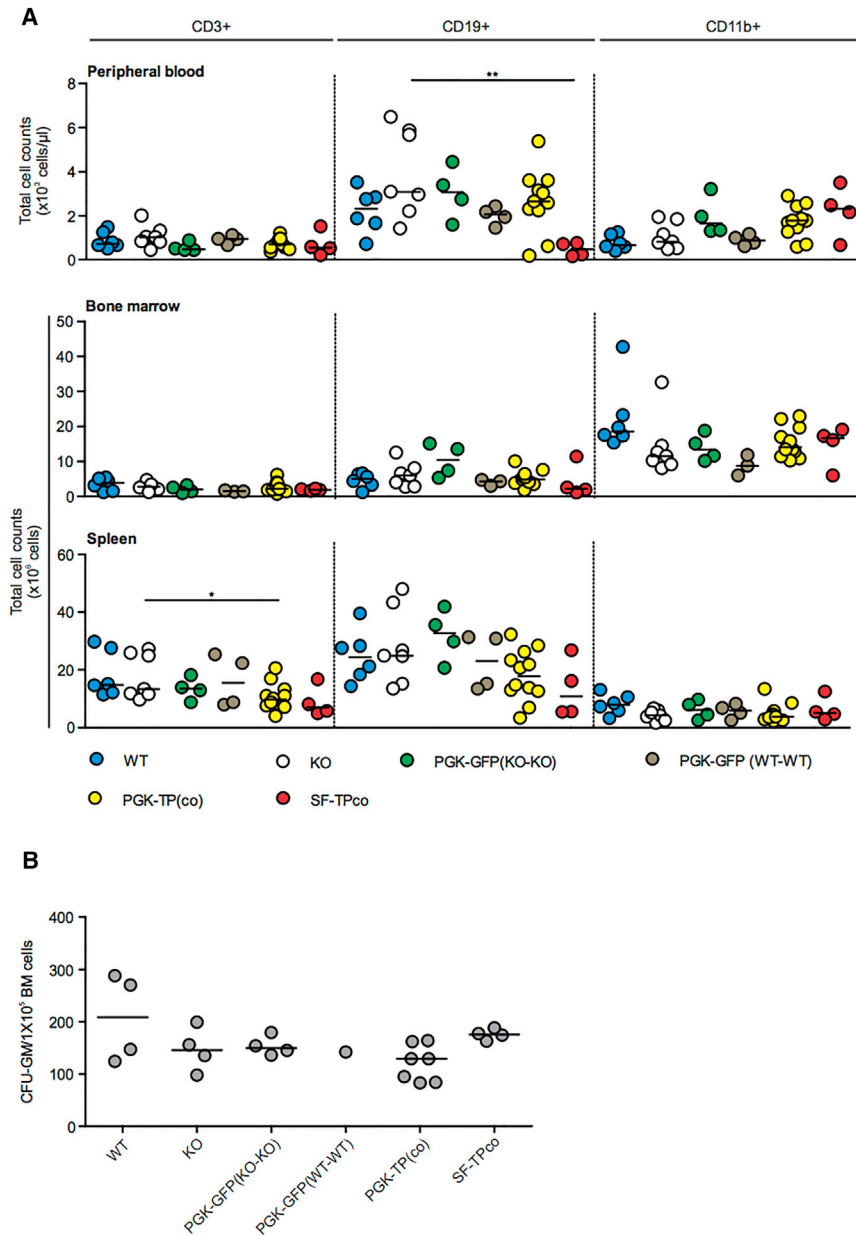 A
CD3+ CD19+ CD11b+
Peripheral blood
**
Total cell counts
(x10³ cells/µl)
8
6
4
2
0
Bone marrow
50
40
30
20
10
0
Total cell counts
(x10⁶ cells)
Spleen
*
60
40
20
0
WT KO PGK-GFP(KO-KO) PGK-GFP (WT-WT)
PGK-TP(co) SF-TPco
B
CFU-GM/1X10⁵ BM cells
400
300
200
100
0
WT KO PGK-GFP(KO-KO) PGK-GFP(WT-WT) PGK-TP(co) SF-TPco